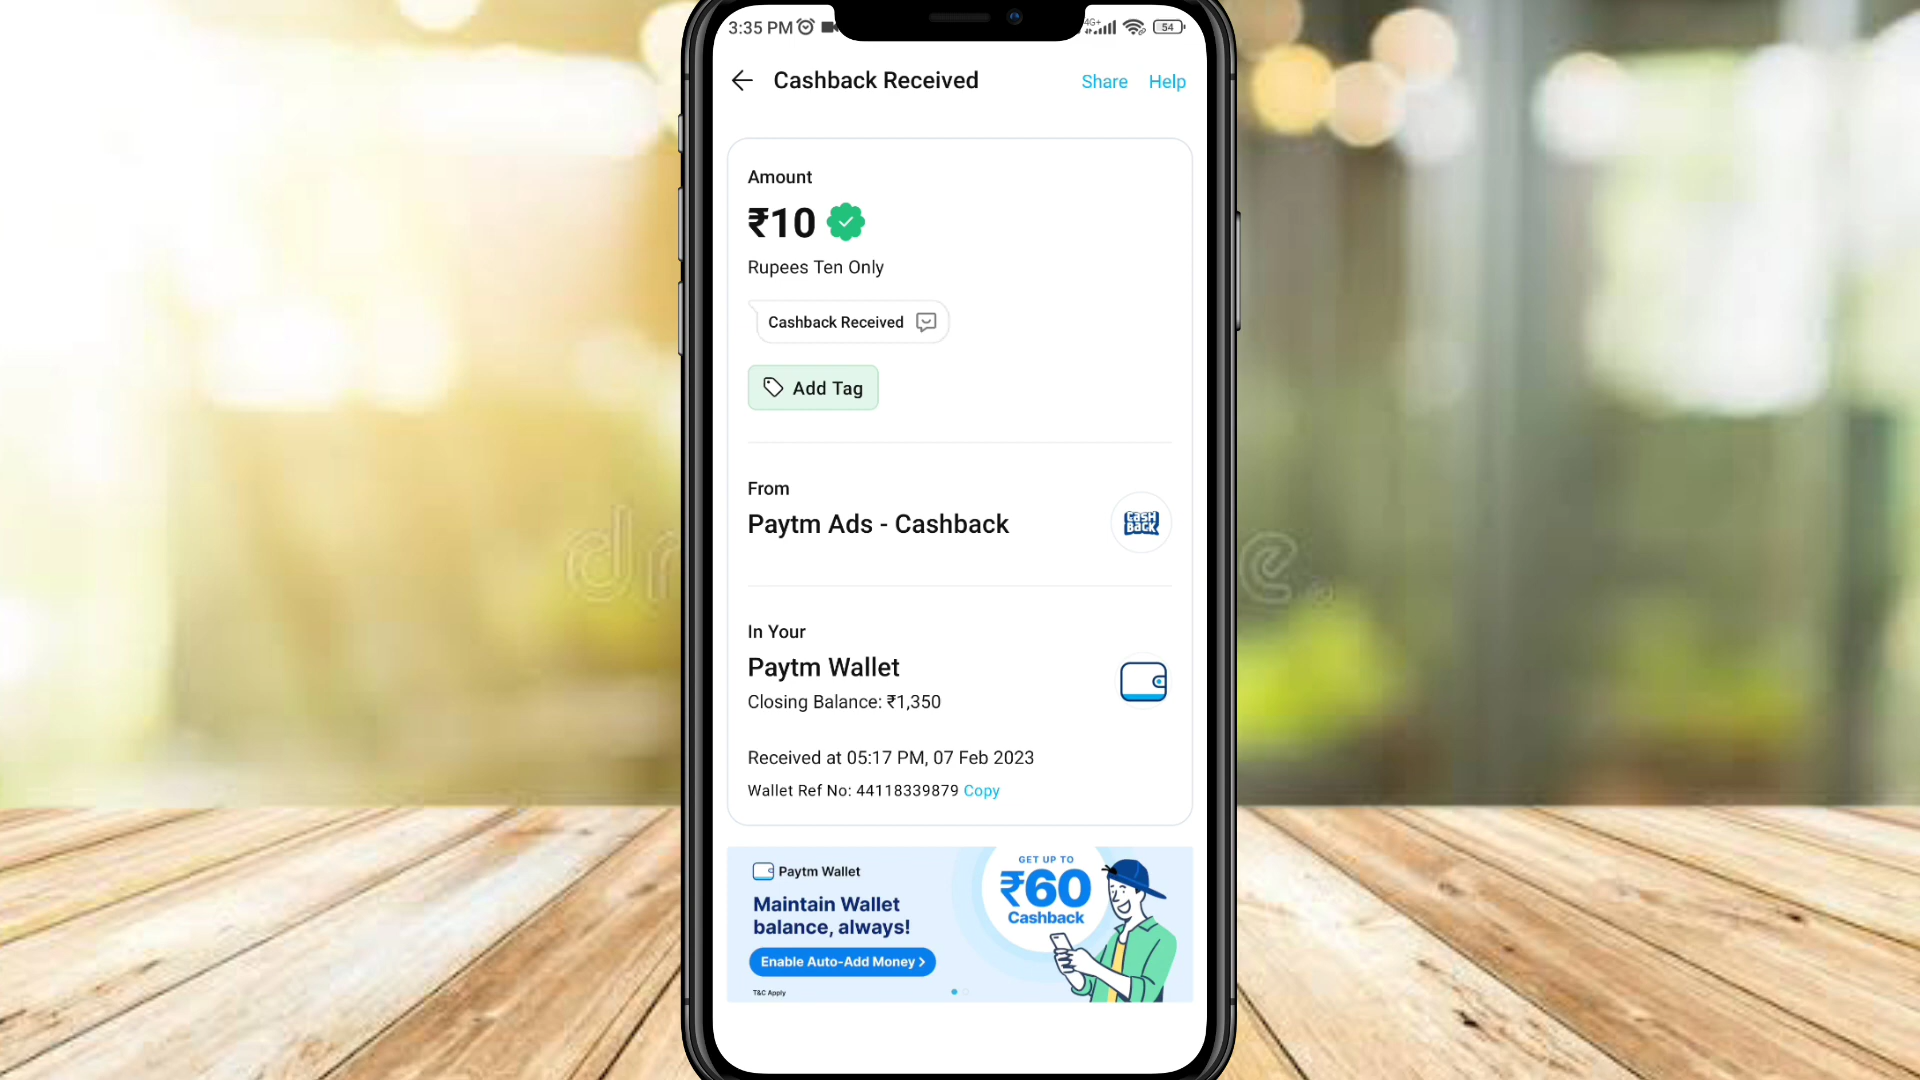 3:35 PM
4G+
54
Cashback Received
Share
Help
Amount
₹10
Rupees Ten Only
Cashback Received
Add Tag
From
Paytm Ads - Cashback
CASH
BACK
In Your
Paytm Wallet
Closing Balance: ₹1,350
Received at 05:17 PM, 07 Feb 2023
Wallet Ref No: 44118339879 Copy
Paytm Wallet
Maintain Wallet
balance, always!
Enable Auto-Add Money >
T&C Apply
GET UP TO
₹60
Cashback